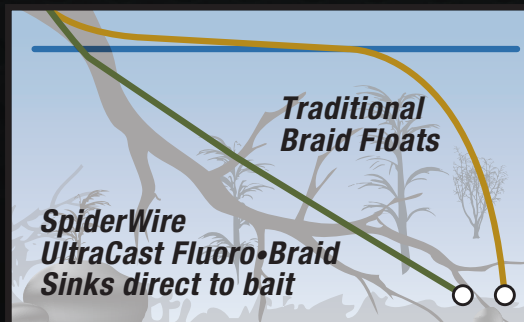 Traditional
Braid Floats
SpiderWire
UltraCast Fluoro•Braid
Sinks direct to bait